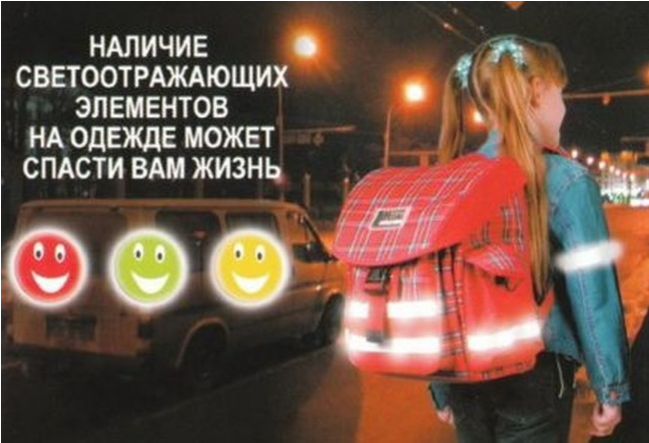 НАЛИЧИЕ
СВЕТООТРАЖАЮЩИХ
ЭЛЕМЕНТОВ
НА ОДЕЖДЕ МОЖЕТ
СПАСТИ ВАМ ЖИЗНЬ